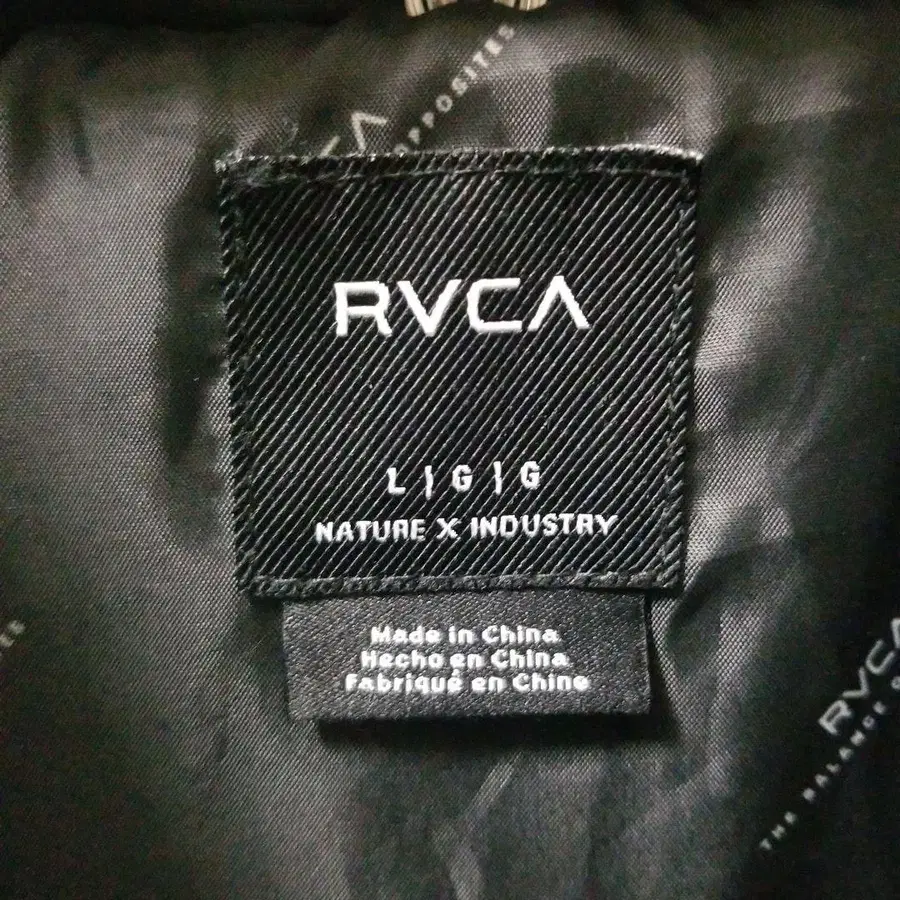 OPPOSITES
RVCA
L | G | G
NATURE X INDUSTRY
Made in China
Hecho en China
Fabriqué en Chine
RVCA
THE BALANCE